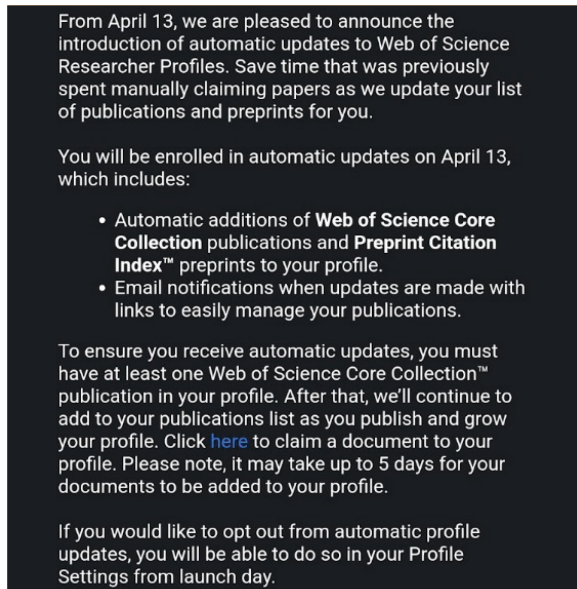 From April 13, we are pleased to announce the
introduction of automatic updates to Web of Science
Researcher Profiles. Save time that was previously
spent manually claiming papers as we update your list
of publications and preprints for you.
You will be enrolled in automatic updates on April 13,
which includes:
• Automatic additions of Web of Science Core
Collection publications and Preprint Citation
Index™ preprints to your profile.
• Email notifications when updates are made with
links to easily manage your publications.
To ensure you receive automatic updates, you must
have at least one Web of Science Core Collection™
publication in your profile. After that, we’ll continue to
add to your publications list as you publish and grow
your profile. Click here to claim a document to your
profile. Please note, it may take up to 5 days for your
documents to be added to your profile.
If you would like to opt out from automatic profile
updates, you will be able to do so in your Profile
Settings from launch day.